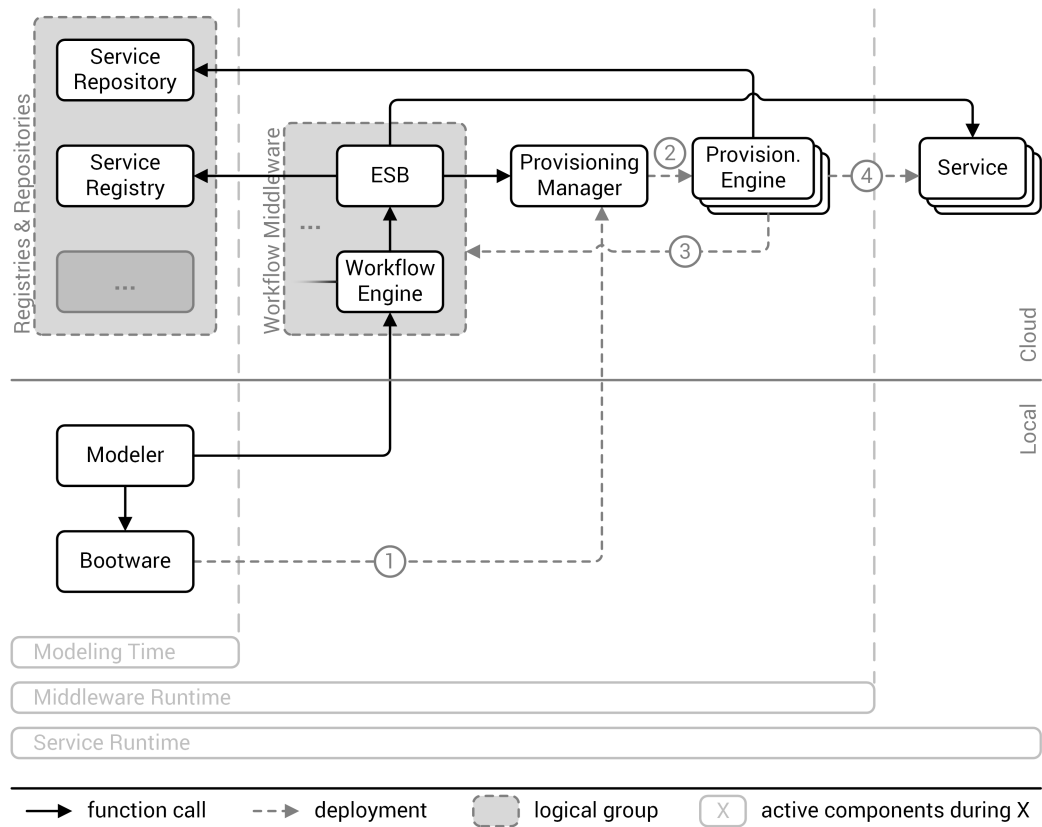 Registries & Repositories
Service
Repository
Service
Registry
...
Workflow Middleware
ESB
...
Workflow
Engine
Provisioning
Manager
2
Provision.
Engine
4
Service
3
Cloud
Local
Modeler
Bootware
1
Modeling Time
Middleware Runtime
Service Runtime
function call
deployment
logical group
X
active components during X